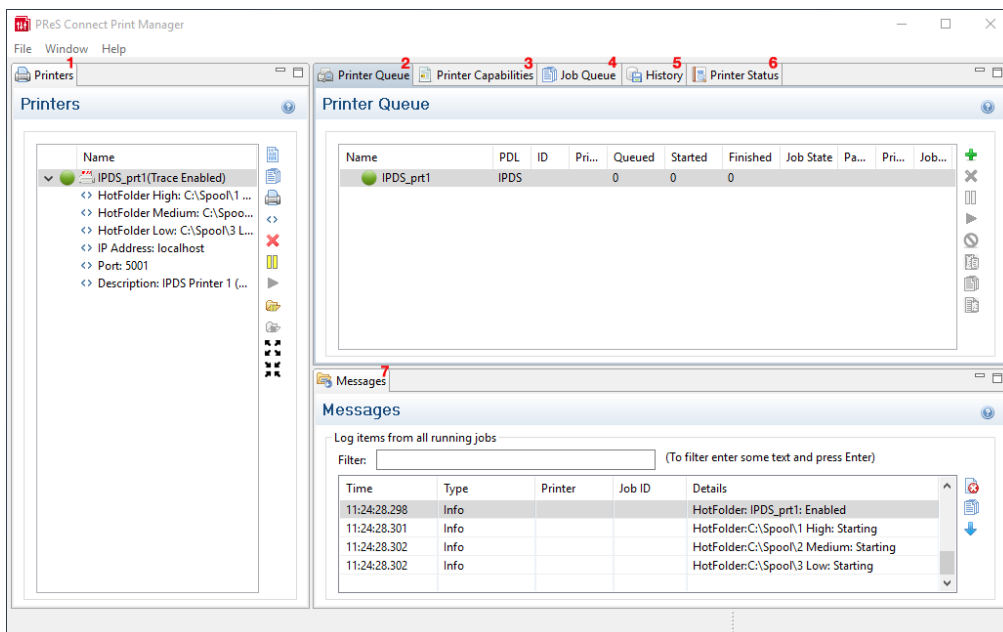 PReS Connect Print Manager
File Window Help
Printers 1
Printer Queue 2 Printer Capabilities 3 Job Queue 4 History 5 Printer Status 6
Printers
Printer Queue
Name
IPDS_prt1(Trace Enabled)
<> HotFolder High: C:\Spool\1 ...
<> HotFolder Medium: C:\Spoo...
<> HotFolder Low: C:\Spool\3 L...
<> IP Address: localhost
<> Port: 5001
<> Description: IPDS Printer 1 (...
Name PDL ID Pri... Queued Started Finished Job State Pa... Pri... Job...
IPDS_prt1 IPDS 0 0 0
Messages 7
Messages
Log items from all running jobs
Filter: (To filter enter some text and press Enter)
Time Type Printer Job ID Details
11:24:28.298 Info HotFolder: IPDS_prt1: Enabled
11:24:28.301 Info HotFolder:C:\Spool\1 High: Starting
11:24:28.302 Info HotFolder:C:\Spool\2 Medium: Starting
11:24:28.302 Info HotFolder:C:\Spool\3 Low: Starting